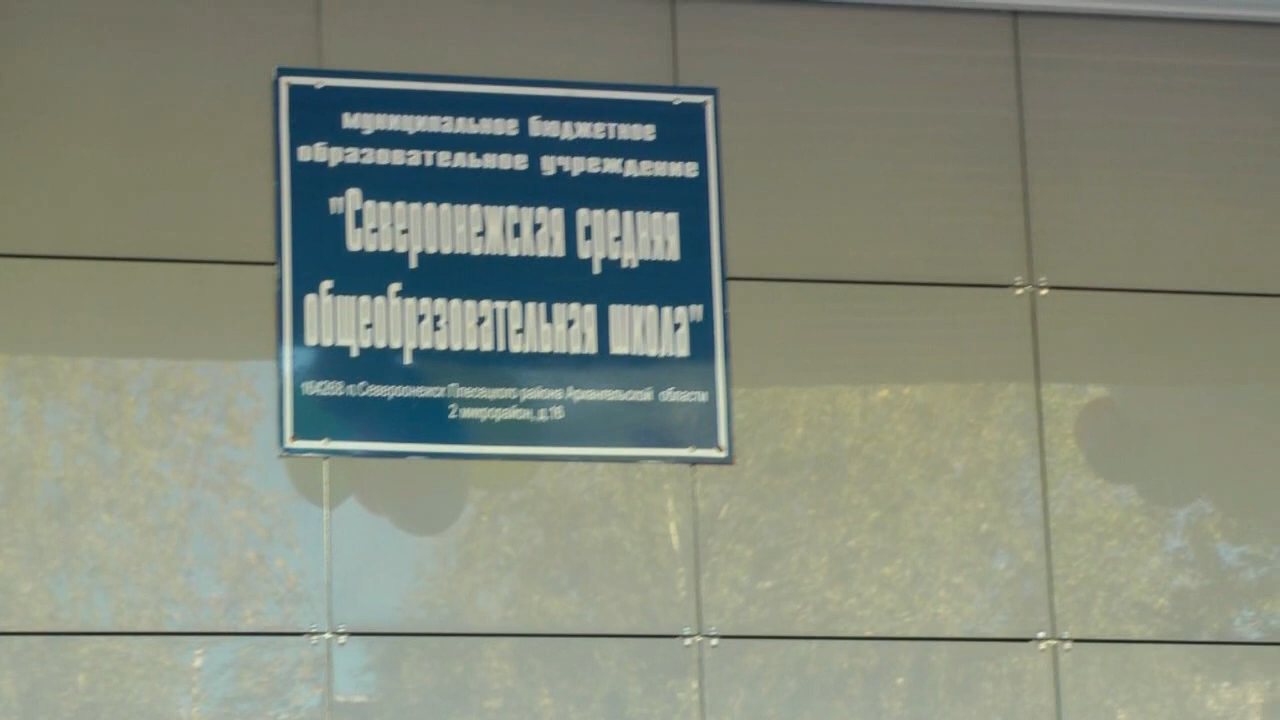 муниципальное бюджетное
образовательное учреждение
"Североонежская средняя
общеобразовательная школа"
164268 п.Североонежск Плесецкого района Архангельской области
2 микрорайон, д.16